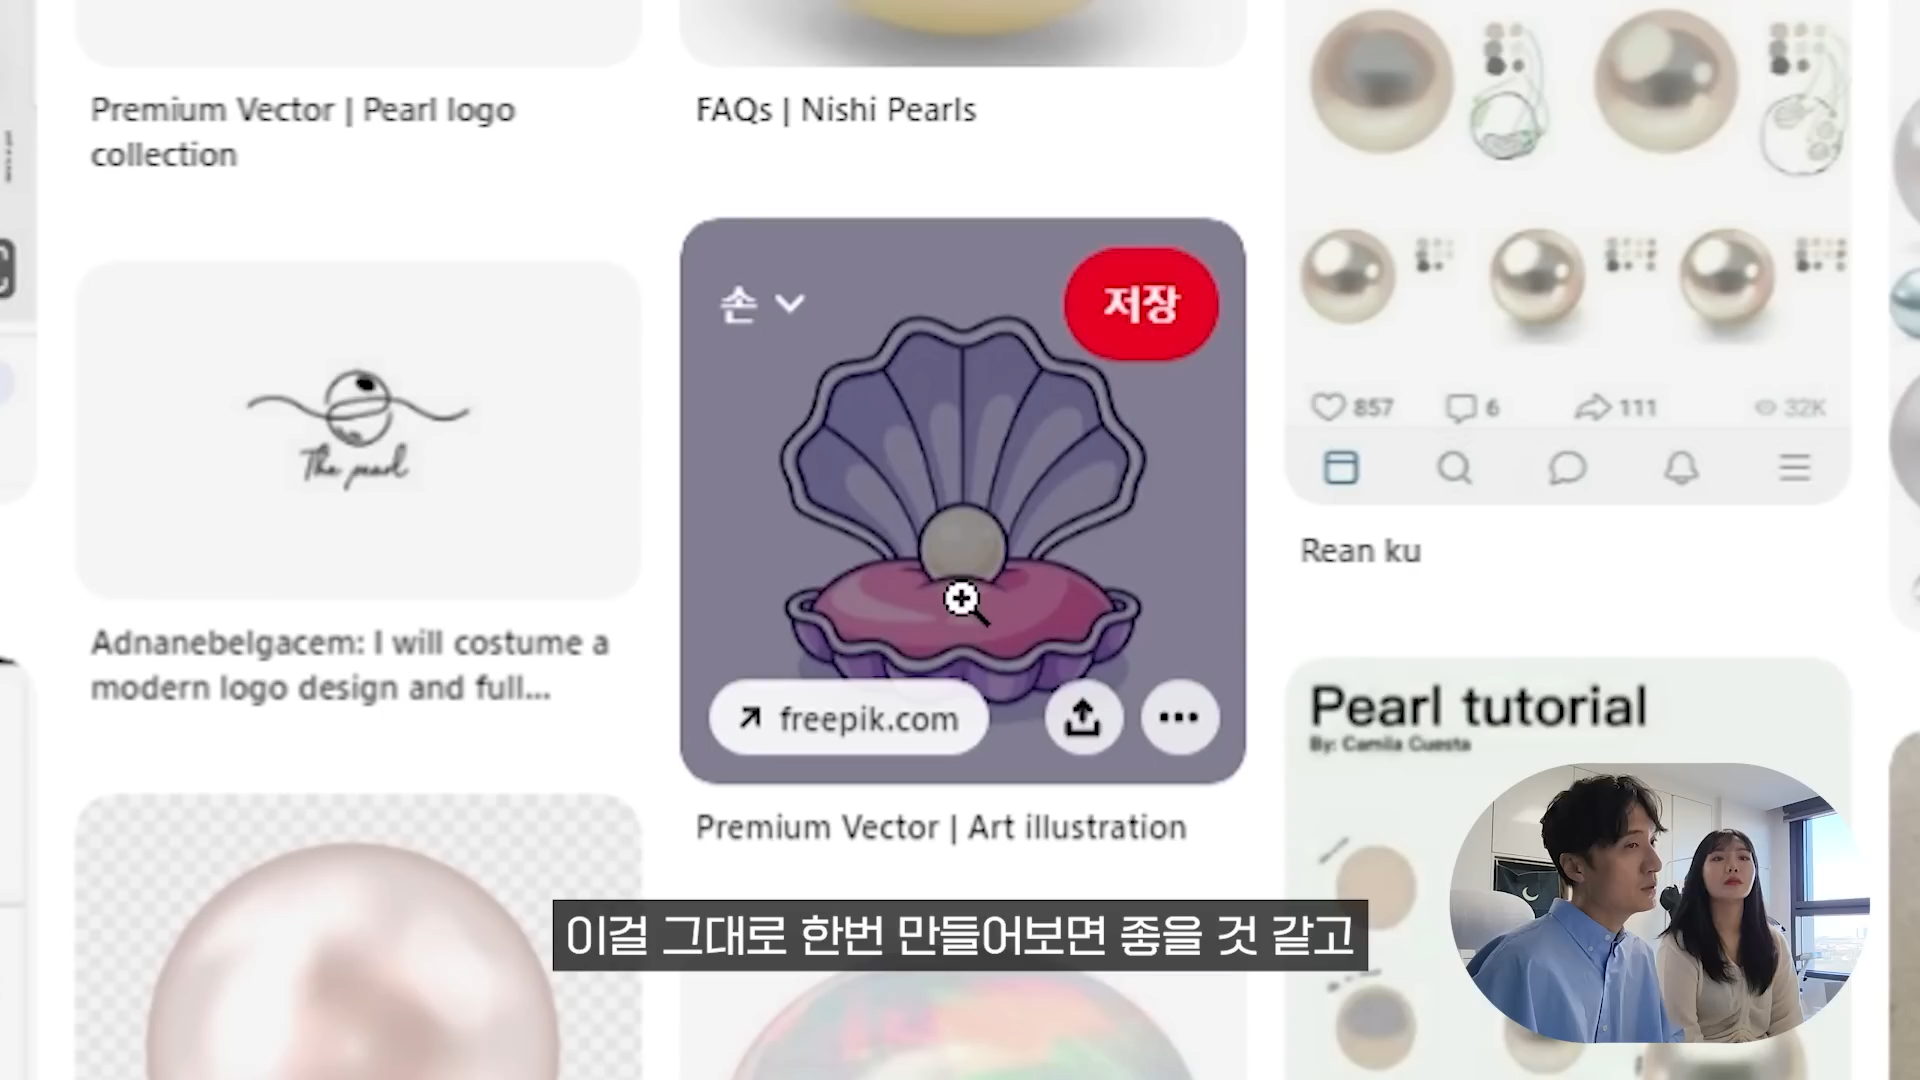 Premium Vector | Pearl logo
collection
The pearl
Adnanebelgacem: I will costume a
modern logo design and full...
FAQs | Nishi Pearls
손
저장
freepik.com
Premium Vector | Art illustration
857
6
111
32K
Rean ku
Pearl tutorial
By: Camila Cuesta
이걸 그대로 한번 만들어보면 좋을 것 같고